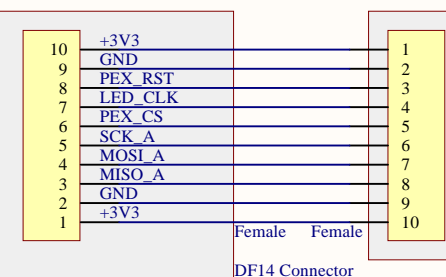 10 +3V3 1
9 GND 2
8 PEX_RST 3
7 LED_CLK 4
6 PEX_CS 5
5 SCK_A 6
4 MOSI_A 7
3 MISO_A 8
2 GND 9
1 +3V3 10
Female Female
DF14 Connector